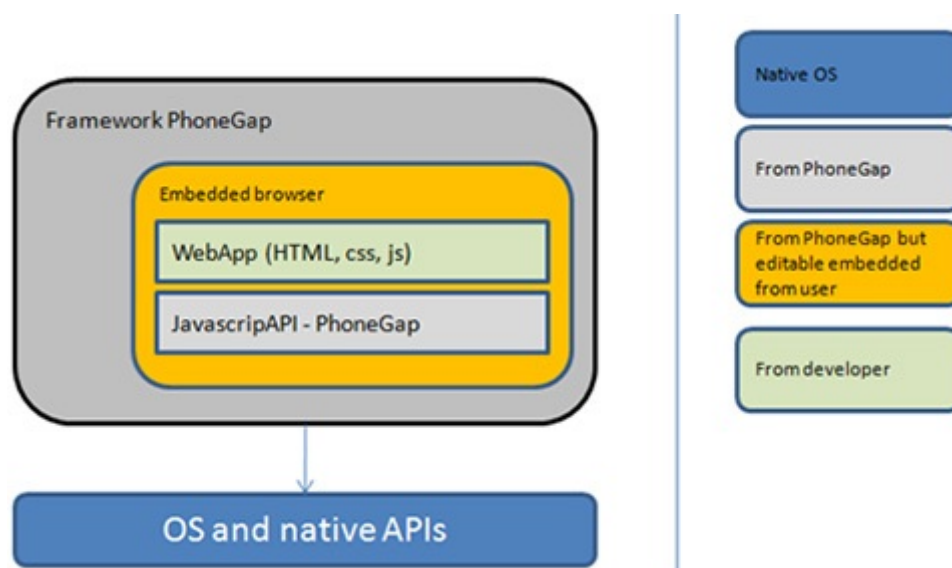 Framework PhoneGap
Embedded browser
WebApp (HTML, css, js)
JavascripAPI - PhoneGap
OS and native APIs
Native OS
From PhoneGap
From PhoneGap but
editable embedded
from user
From developer